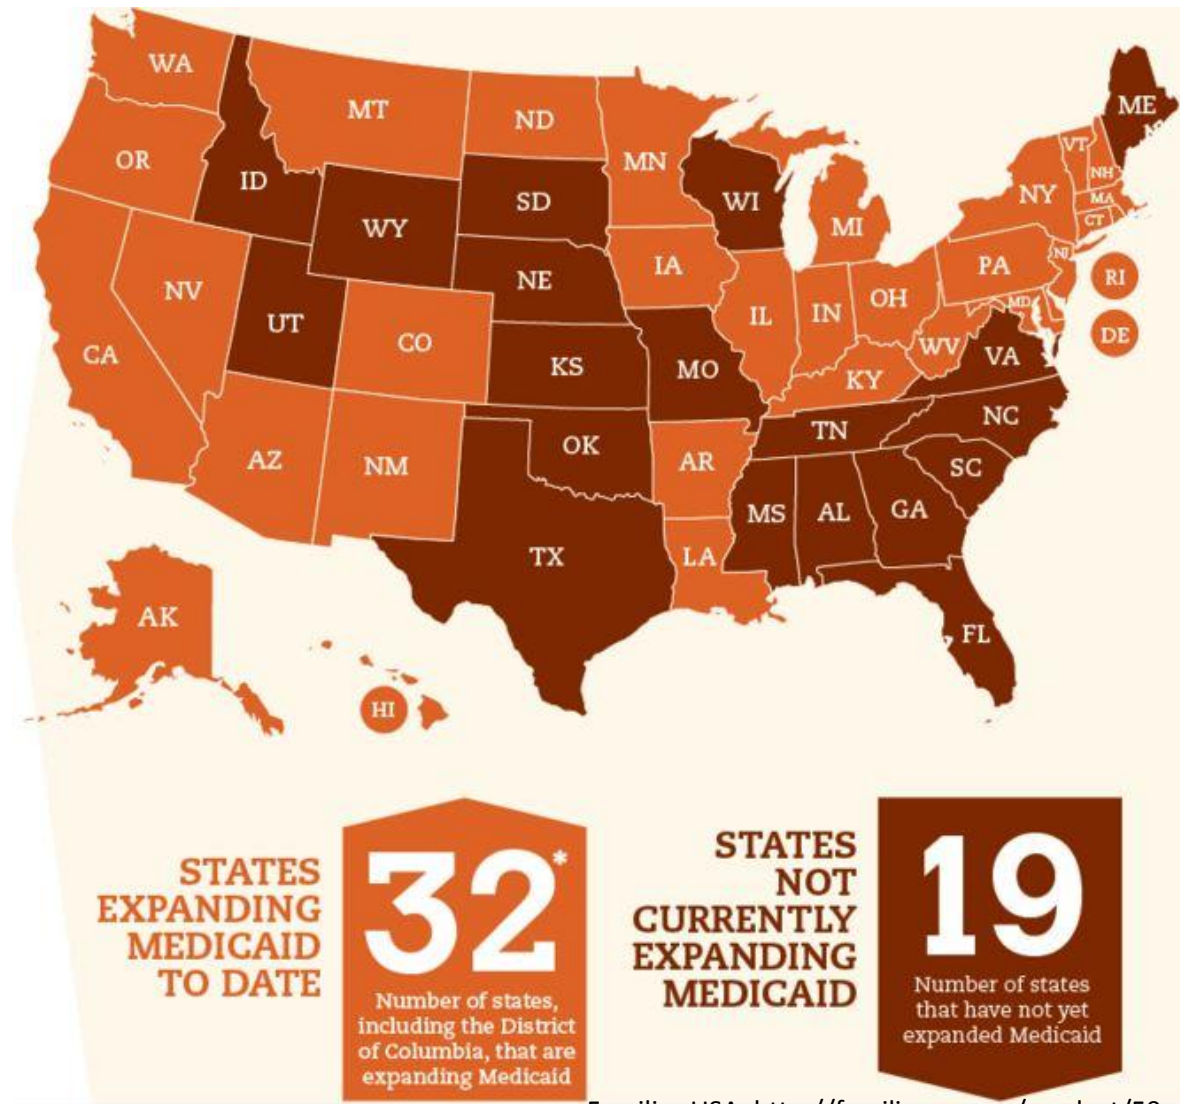 WA
MT
ND
MN
ME
OR
ID
SD
WI
VT
NH
NY
MA
CT
WY
MI
IA
NE
PA
NJ
RI
NV
UT
CO
IL
IN
OH
MD
DE
CA
KS
MO
WV
VA
KY
NC
TN
AZ
NM
OK
AR
SC
MS
AL
GA
TX
LA
AK
FL
HI
STATES
EXPANDING
MEDICAID
TO DATE
32*
Number of states,
including the District
of Columbia, that are
expanding Medicaid
STATES
NOT
CURRENTLY
EXPANDING
MEDICAID
19
Number of states
that have not yet
expanded Medicaid